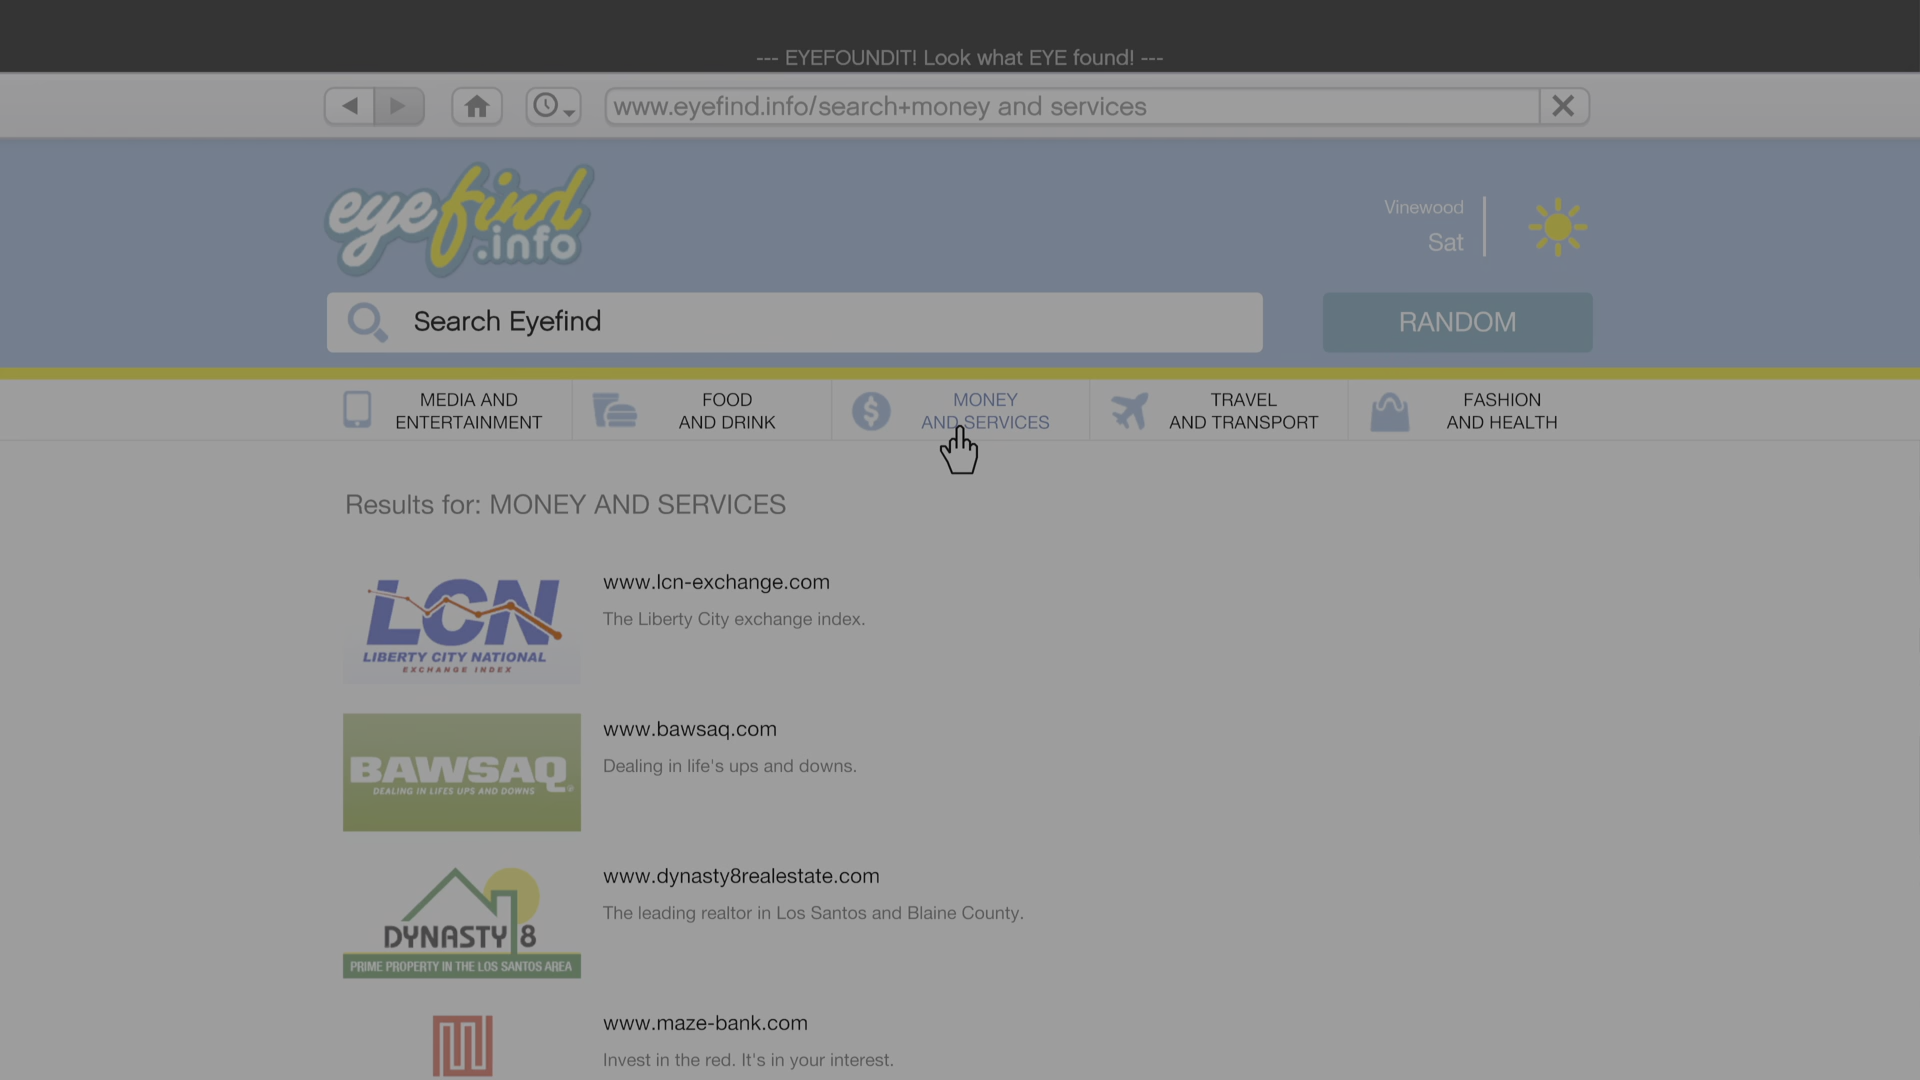 --- EYEFOUNDIT! Look what EYE found! ---
www.eyefind.info/search+money and services
eyefind
.info
Vinewood
Sat
Search Eyefind
RANDOM
MEDIA AND
ENTERTAINMENT
FOOD
AND DRINK
MONEY
AND SERVICES
TRAVEL
AND TRANSPORT
FASHION
AND HEALTH
Results for: MONEY AND SERVICES
LCN
LIBERTY CITY NATIONAL
EXCHANGE INDEX
www.lcn-exchange.com
The Liberty City exchange index.
BAWSAQ
DEALING IN LIFES UPS AND DOWNS
www.bawsaq.com
Dealing in life's ups and downs.
DYNASTY 8
PRIME PROPERTY IN THE LOS SANTOS AREA
www.dynasty8realestate.com
The leading realtor in Los Santos and Blaine County.
www.maze-bank.com
Invest in the red. It's in your interest.